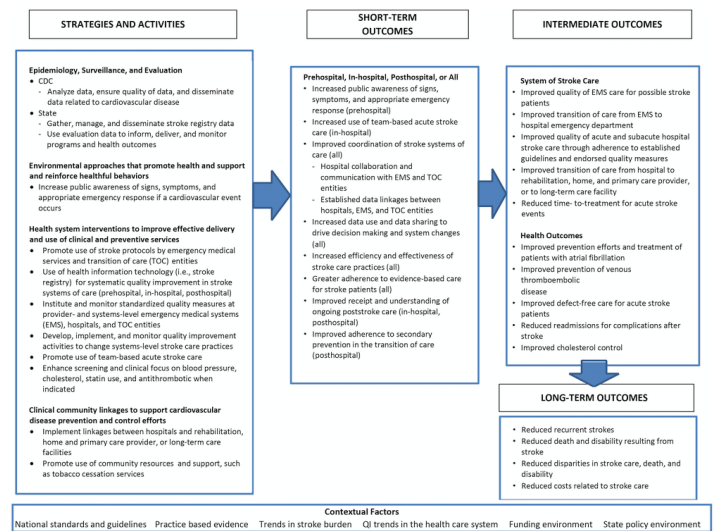 STRATEGIES AND ACTIVITIES
Epidemiology, Surveillance, and Evaluation
• CDC
- Analyze data, ensure quality of data, and disseminate
data related to cardiovascular disease
• State
- Gather, manage, and disseminate stroke registry data
- Use evaluation data to inform, deliver, and monitor
programs and health outcomes
Environmental approaches that promote health and support
and reinforce healthful behaviors
• Increase public awareness of signs, symptoms, and
appropriate emergency response if a cardiovascular event
occurs
Health system interventions to improve effective delivery
and use of clinical and preventive services
• Promote use of stroke protocols by emergency medical
services and transition of care (TOC) entities
• Use of health information technology (i.e., stroke
registry) for systematic quality improvement in stroke
systems of care (prehospital, in-hospital, posthospital)
• Institute and monitor standardized quality measures at
provider- and systems-level emergency medical systems
(EMS), hospitals, and TOC entities
• Develop, implement, and monitor quality improvement
activities to change systems-level stroke care practices
• Promote use of team-based acute stroke care
• Enhance screening and clinical focus on blood pressure,
cholesterol, statin use, and antithrombotic when
indicated
Clinical community linkages to support cardiovascular
disease prevention and control efforts
• Implement linkages between hospitals and rehabilitation,
home and primary care provider, or long-term care
facilities
• Promote use of community resources and support, such
as tobacco cessation services
SHORT-TERM
OUTCOMES
Prehospital, In-hospital, Posthospital, or All
• Increased public awareness of signs,
symptoms, and appropriate emergency
response (prehospital)
• Increased use of team-based acute stroke
care (in-hospital)
• Improved coordination of stroke systems of
care (all)
- Hospital collaboration and
communication with EMS and TOC
entities
- Established data linkages between
hospitals, EMS, and TOC entities
• Increased data use and data sharing to
drive decision making and system changes
(all)
• Increased efficiency and effectiveness of
stroke care practices (all)
• Greater adherence to evidence-based care
for stroke patients (all)
• Improved receipt and understanding of
ongoing poststroke care (in-hospital,
posthospital)
• Improved adherence to secondary
prevention in the transition of care
(posthospital)
INTERMEDIATE OUTCOMES
System of Stroke Care
• Improved quality of EMS care for possible stroke
patients
• Improved transition of care from EMS to
hospital emergency department
• Improved quality of acute and subacute hospital
stroke care through adherence to established
guidelines and endorsed quality measures
• Improved transition of care from hospital to
rehabilitation, home, and primary care provider,
or to long-term care facility
• Reduced time- to-treatment for acute stroke
events
Health Outcomes
• Improved prevention efforts and treatment of
patients with atrial fibrillation
• Improved prevention of venous
thromboembolic
disease
• Improved defect-free care for acute stroke
patients
• Reduced readmissions for complications after
stroke
• Improved cholesterol control
LONG-TERM OUTCOMES
• Reduced recurrent strokes
• Reduced death and disability resulting from
stroke
• Reduced disparities in stroke care, death, and
disability
• Reduced costs related to stroke care
Contextual Factors
National standards and guidelines Practice based evidence Trends in stroke burden QI trends in the health care system Funding environment State policy environment